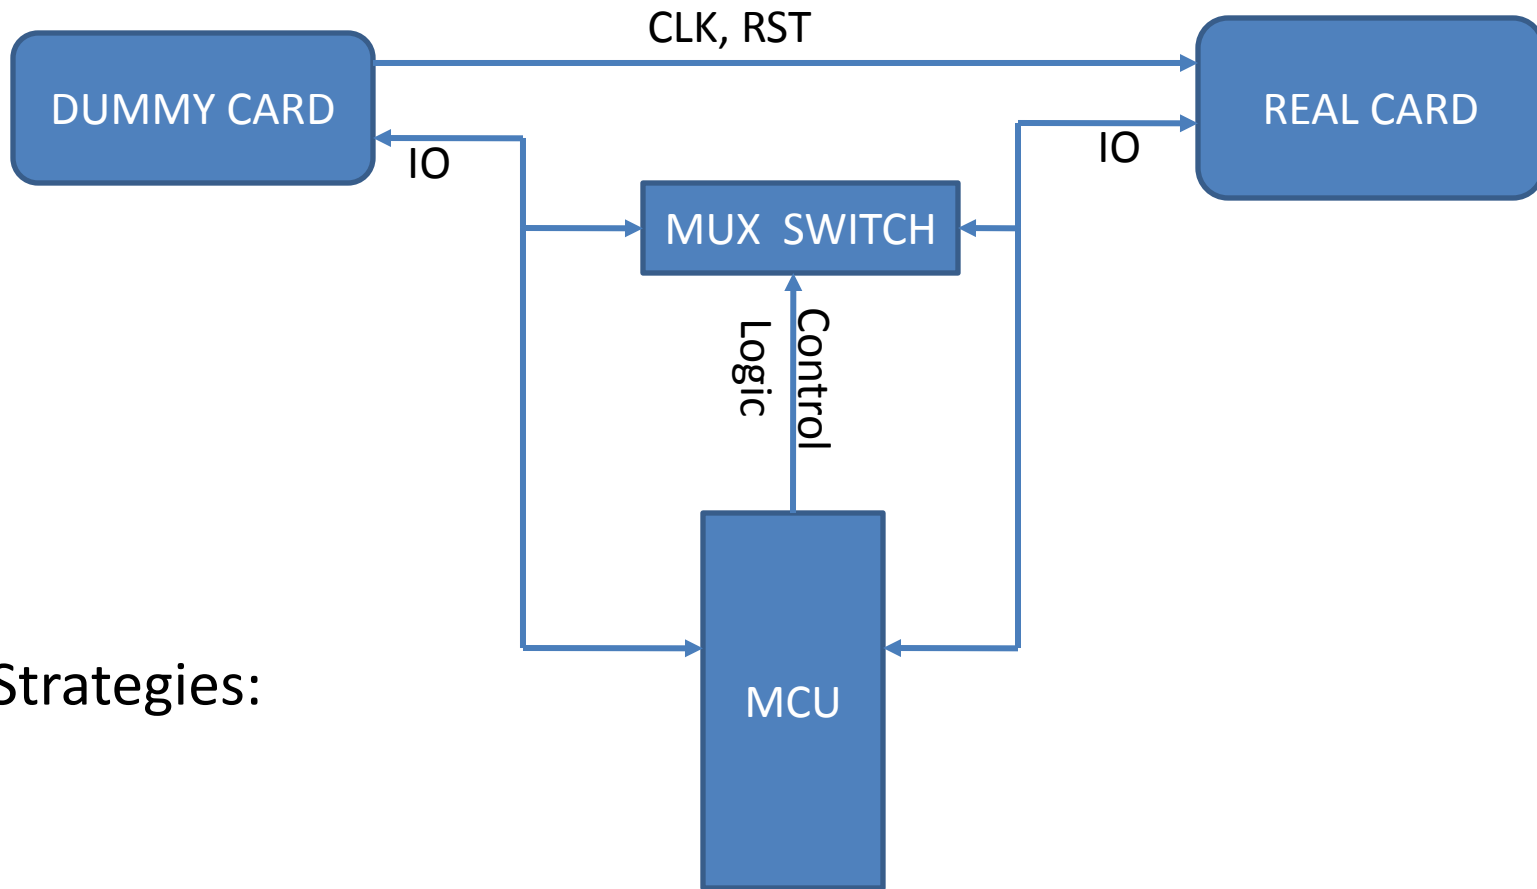 CLK, RST
DUMMY CARD
REAL CARD
IO
IO
MUX  SWITCH
Control
Logic
Strategies:
MCU